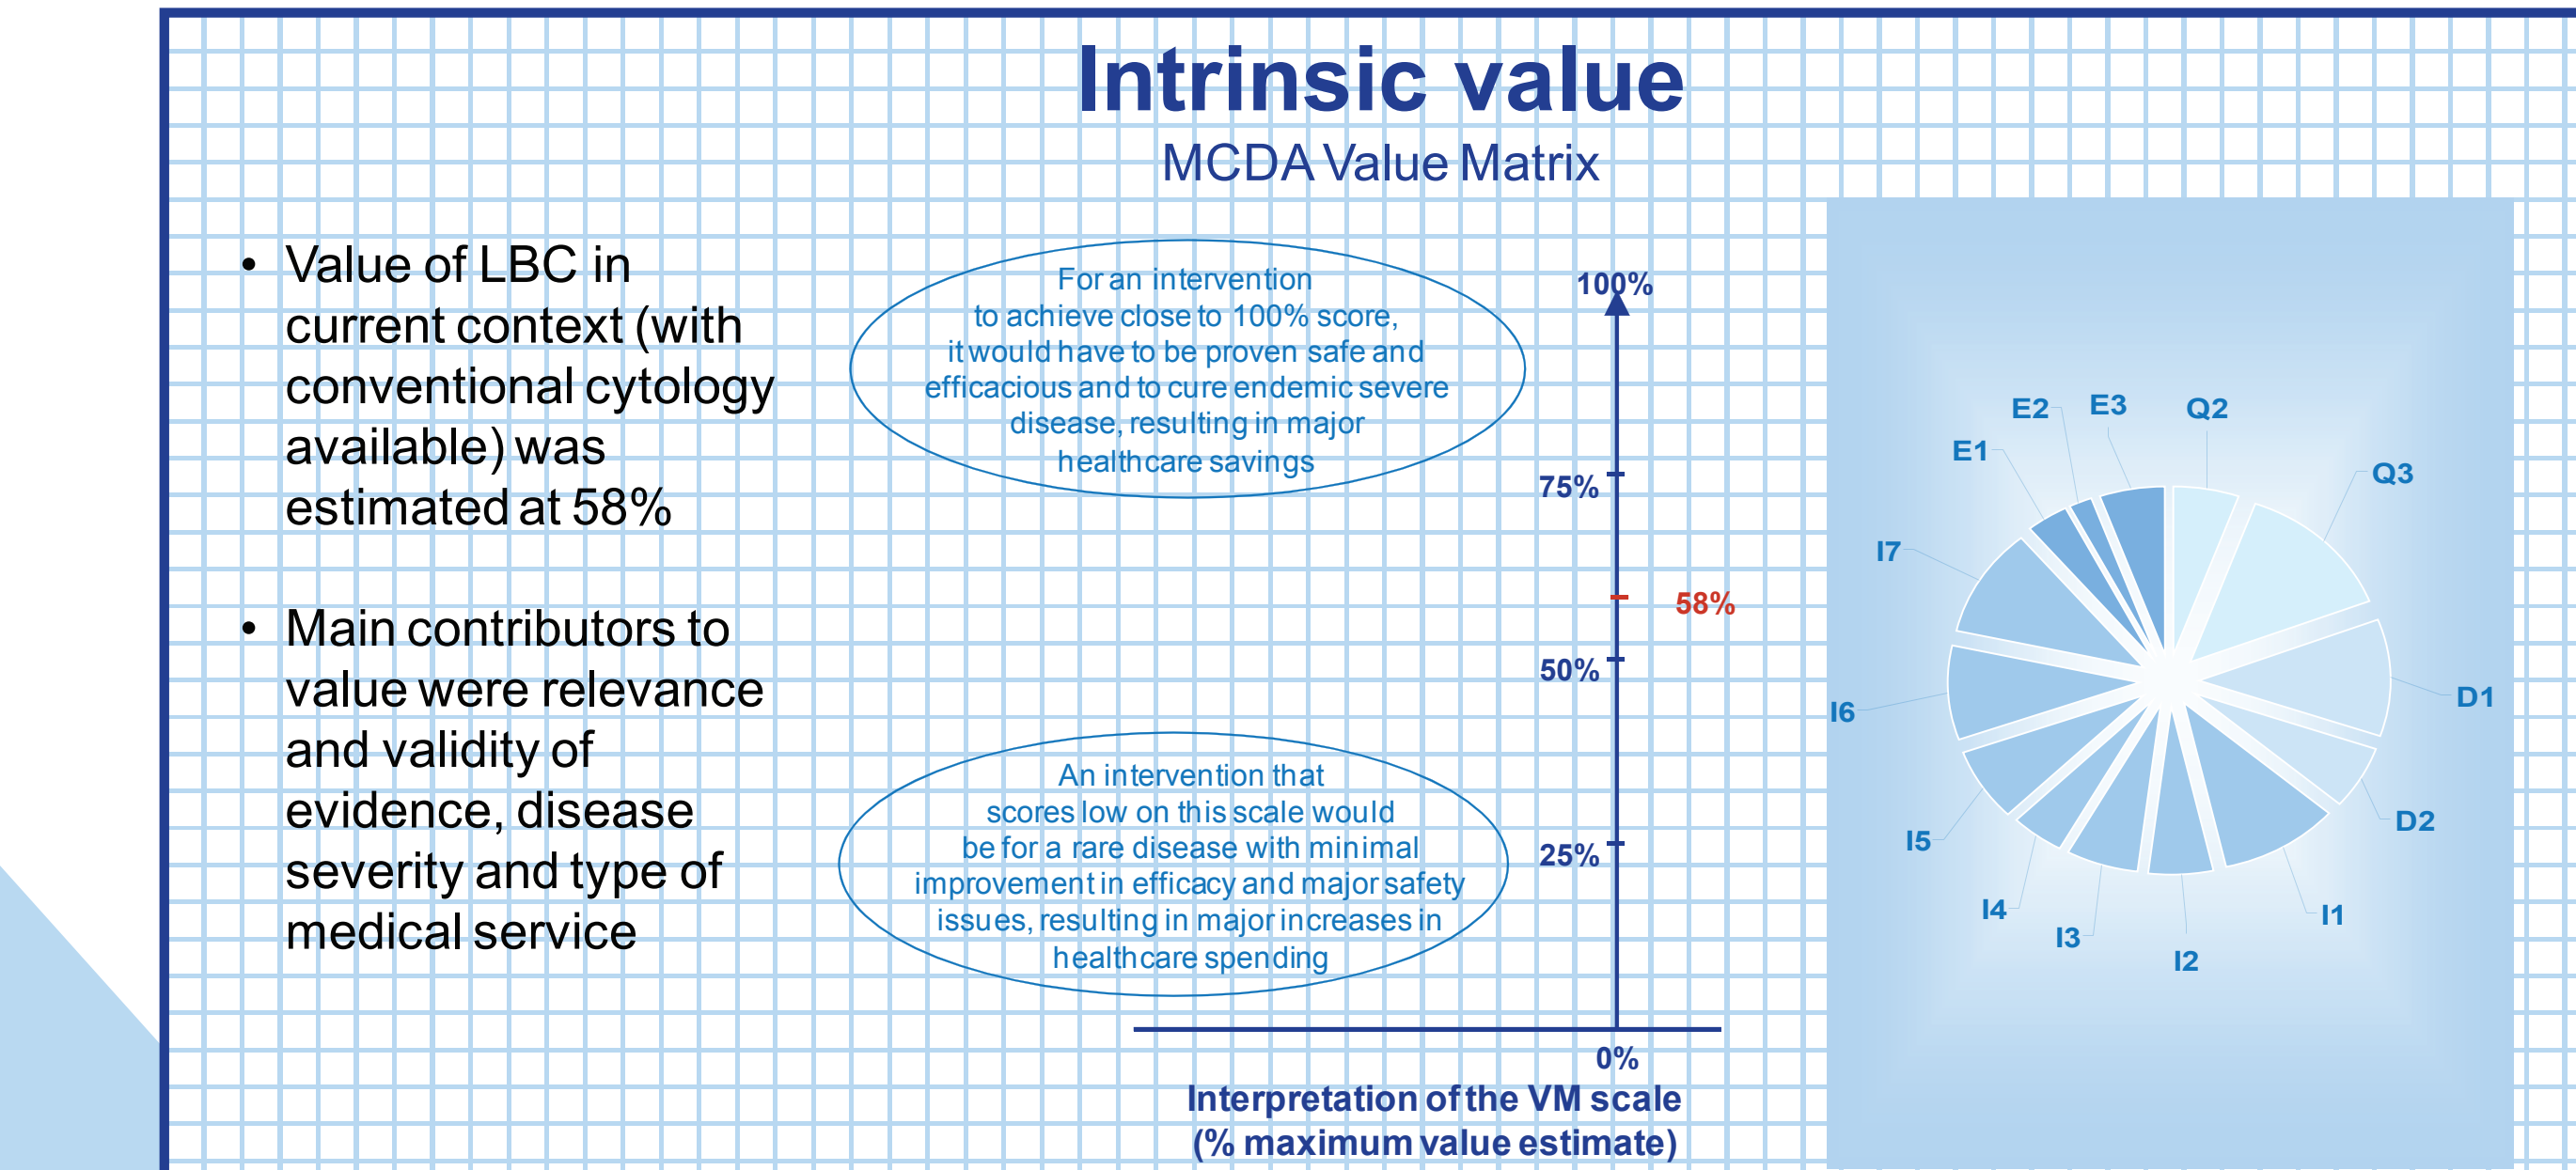 Intrinsic value
MCDA Value Matrix
• Value of LBC in
current context (with
conventional cytology
available) was
estimated at 58%
• Main contributors to
value were relevance
and validity of
evidence, disease
severity and type of
medical service
For an intervention
to achieve close to 100% score,
it would have to be proven safe and
efficacious and to cure endemic severe
disease, resulting in major
healthcare savings
An intervention that
scores low on this scale would
be for a rare disease with minimal
improvement in efficacy and major safety
issues, resulting in major increases in
healthcare spending
100%
75%
58%
50%
25%
0%
Interpretation of the VM scale
(% maximum value estimate)
E2
E3
Q2
E1
Q3
I7
D1
I6
D2
I5
I4
I1
I3
I2